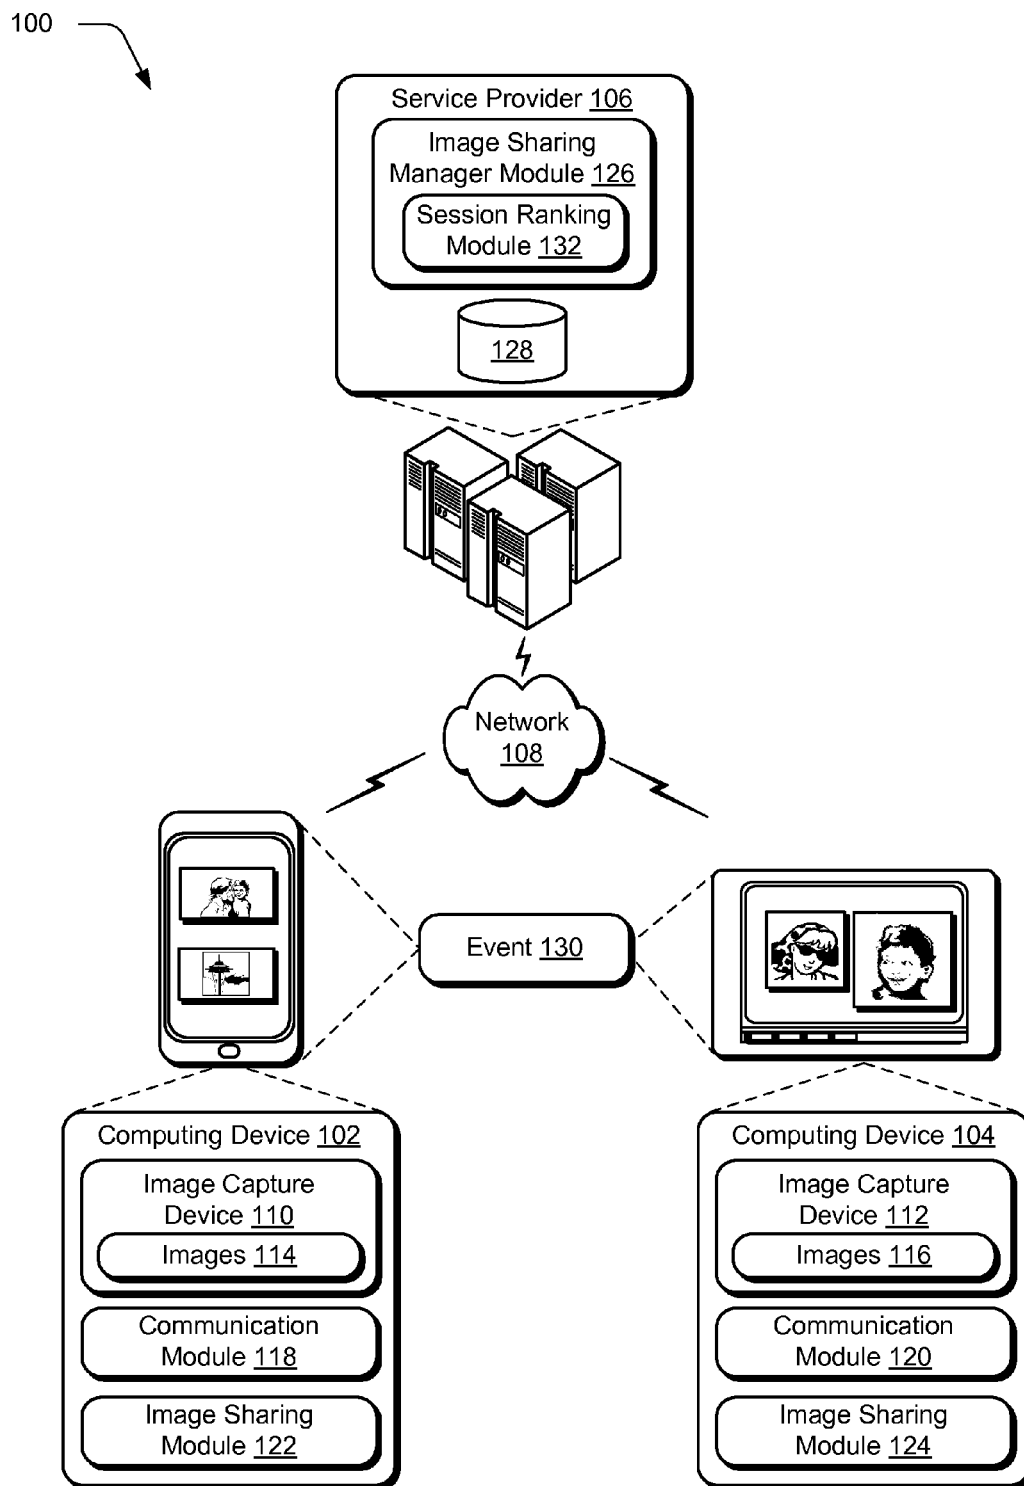 100
Service Provider 106
Image Sharing
Manager Module 126
Session Ranking
Module 132
128
Network
108
Event 130
Computing Device 102
Image Capture
Device 110
Images 114
Communication
Module 118
Image Sharing
Module 122
Computing Device 104
Image Capture
Device 112
Images 116
Communication
Module 120
Image Sharing
Module 124